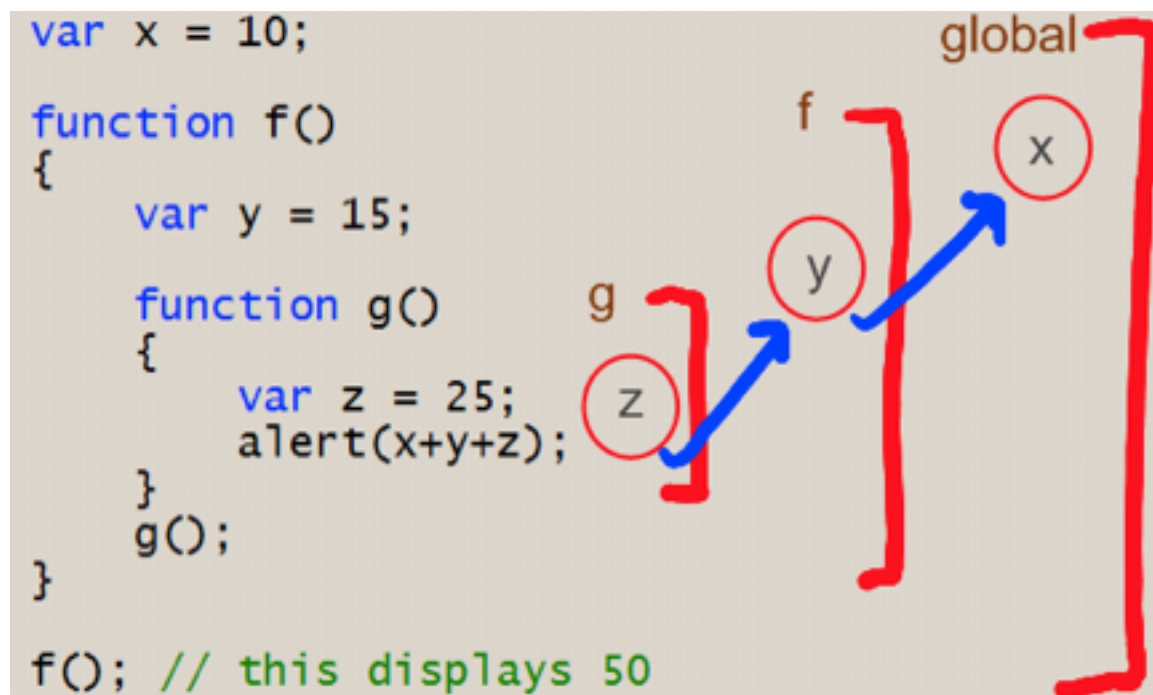 var x = 10;
function f()
{
    var y = 15;
    function g()
    {
        var z = 25;
        alert(x+y+z);
    }
    g();
}
f(); // this displays 50
global
f
x
y
g
z